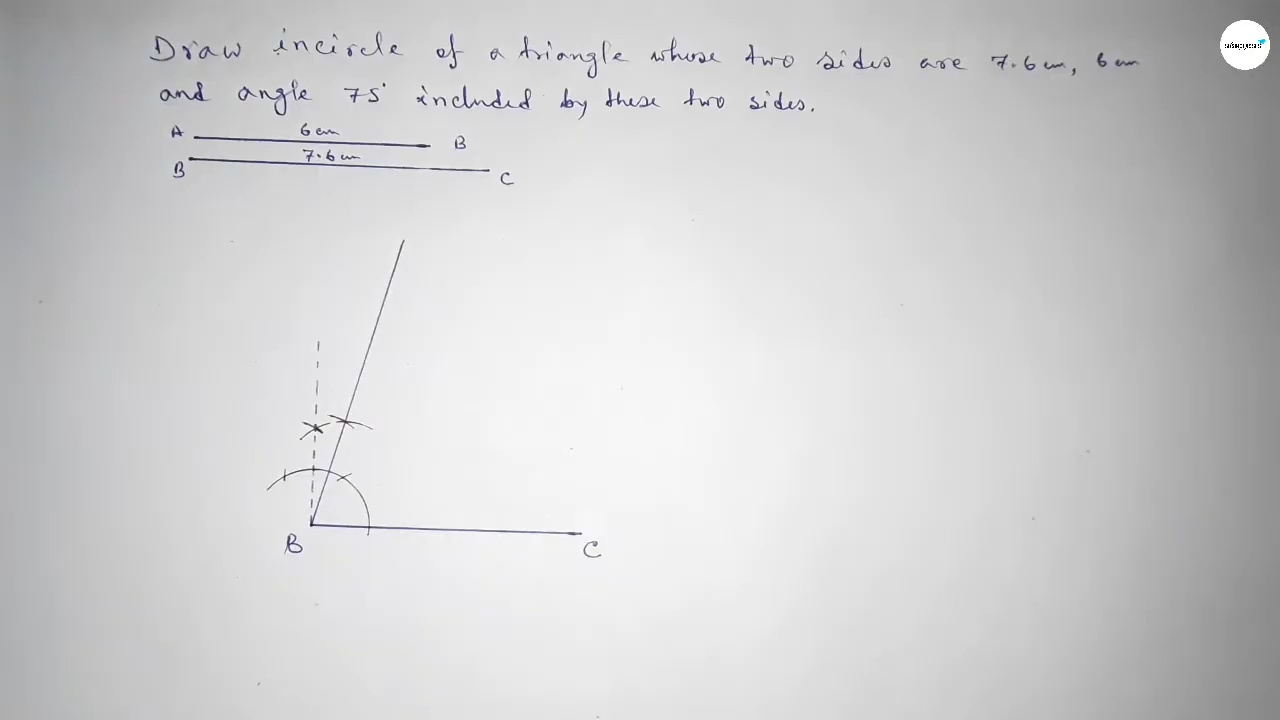 Draw incircle of a triangle whose two sides are 7.6 cm, 6 cm
and angle 75° included by these two sides.
A 6 cm B
B 7.6 cm C
B C